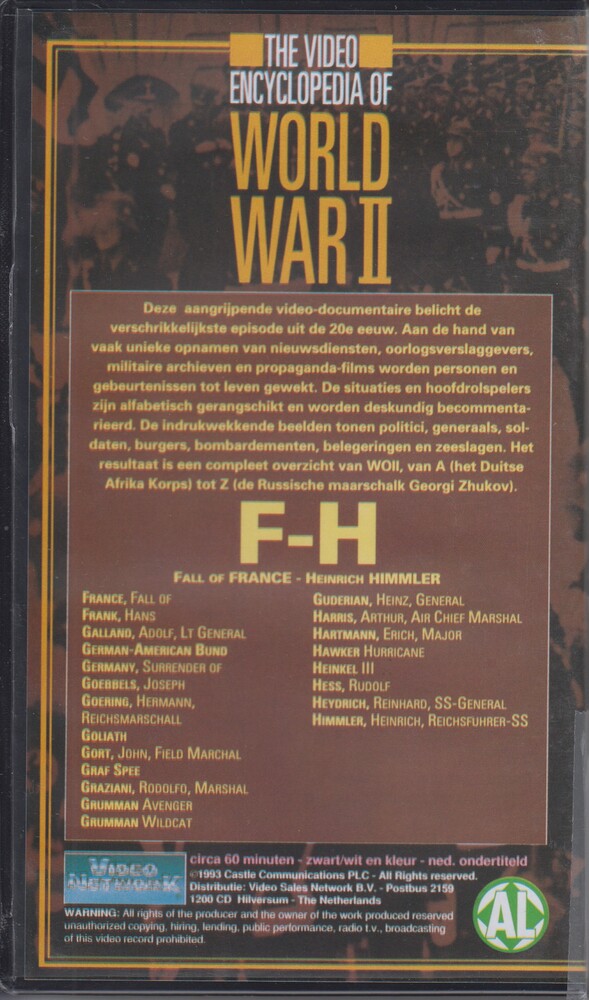 THE VIDEO
ENCYCLOPEDIA OF
WORLD
WAR II
Deze aangrijpende video-documentaire belicht de
verschrikkelijkste episode uit de 20e eeuw. Aan de hand van
vaak unieke opnamen van nieuwsdiensten, oorlogsverslaggevers,
militaire archieven en propaganda-films worden personen en
gebeurtenissen tot leven gewekt. De situaties en hoofdrolspelers
zijn alfabetisch gerangschikt en worden deskundig becommenta-
rieerd. De indrukwekkende beelden tonen politici, generaals, sol-
daten, burgers, bombardementen, belegeringen en zeeslagen. Het
resultaat is een compleet overzicht van WOII, van A (het Duitse
Afrika Korps) tot Z (de Russische maarschalk Georgi Zhukov).
F-H
FALL OF FRANCE - HEINRICH HIMMLER
FRANCE, FALL OF
FRANK, HANS
GALLAND, ADOLF, LT GENERAL
GERMAN-AMERICAN BUND
GERMANY, SURRENDER OF
GOEBBELS, JOSEPH
GOERING, HERMANN,
REICHSMARSCHALL
GOLIATH
GORT, JOHN, FIELD MARCHAL
GRAF SPEE
GRAZIANI, RODOLFO, MARSHAL
GRUMMAN AVENGER
GRUMMAN WILDCAT
GUDERIAN, HEINZ, GENERAL
HARRIS, ARTHUR, AIR CHIEF MARSHAL
HARTMANN, ERICH, MAJOR
HAWKER HURRICANE
HEINKEL III
HESS, RUDOLF
HEYDRICH, REINHARD, SS-GENERAL
HIMMLER, HEINRICH, REICHSFUHRER-SS
VIDEO
NETWORK
circa 60 minuten - zwart/wit en kleur - ned. ondertiteld
©1993 Castle Communications PLC - All Rights reserved.
Distributie: Video Sales Network B.V. - Postbus 2159
1200 CD Hilversum - The Netherlands
WARNING: All rights of the producer and the owner of the work produced reserved
unauthorized copying, hiring, lending, public performance, radio t.v., broadcasting
of this video record prohibited.
AL